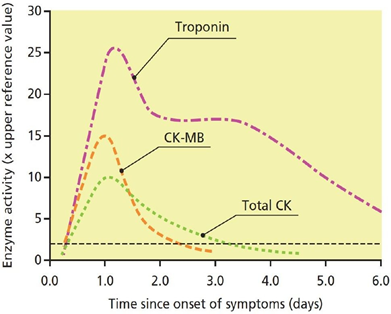 Enzyme activity (x upper reference value)
30
25
20
15
10
5
0
Troponin
CK-MB
Total CK
0.0 1.0 2.0 3.0 4.0 5.0 6.0
Time since onset of symptoms (days)